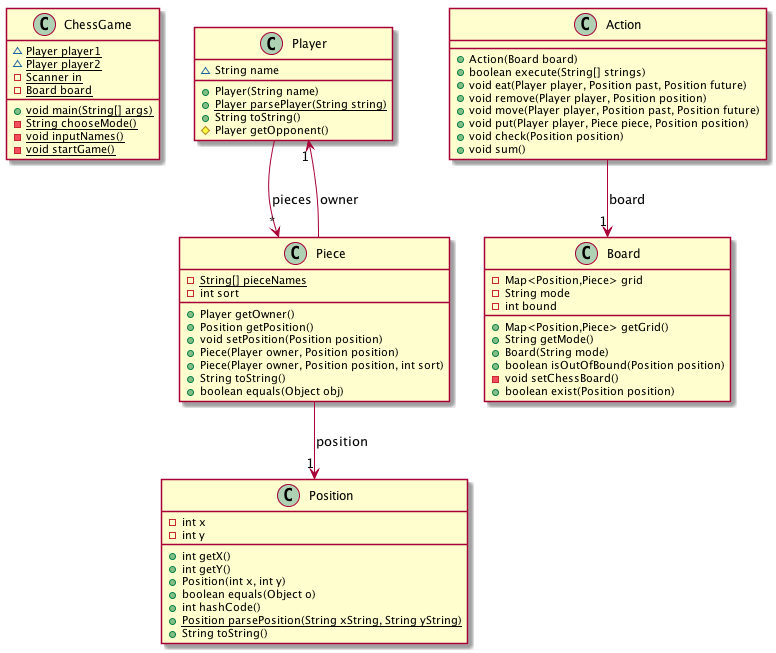 C ChessGame
Player player1
Player player2
Scanner in
Board board
void main(String[] args)
String chooseMode()
void inputNames()
void startGame()
C Player
String name
Player(String name)
Player parsePlayer(String string)
String toString()
Player getOpponent()
C Action
Action(Board board)
boolean execute(String[] strings)
void eat(Player player, Position past, Position future)
void remove(Player player, Position position)
void move(Player player, Position past, Position future)
void put(Player player, Piece piece, Position position)
void check(Position position)
void sum()
1
pieces
owner
*
board
1
C Piece
String[] pieceNames
int sort
Player getOwner()
Position getPosition()
void setPosition(Position position)
Piece(Player owner, Position position)
Piece(Player owner, Position position, int sort)
String toString()
boolean equals(Object obj)
C Board
Map<Position,Piece> grid
String mode
int bound
Map<Position,Piece> getGrid()
String getMode()
Board(String mode)
boolean isOutOfBound(Position position)
void setChessBoard()
boolean exist(Position position)
position
1
C Position
int x
int y
int getX()
int getY()
Position(int x, int y)
boolean equals(Object o)
int hashCode()
Position parsePosition(String xString, String yString)
String toString()